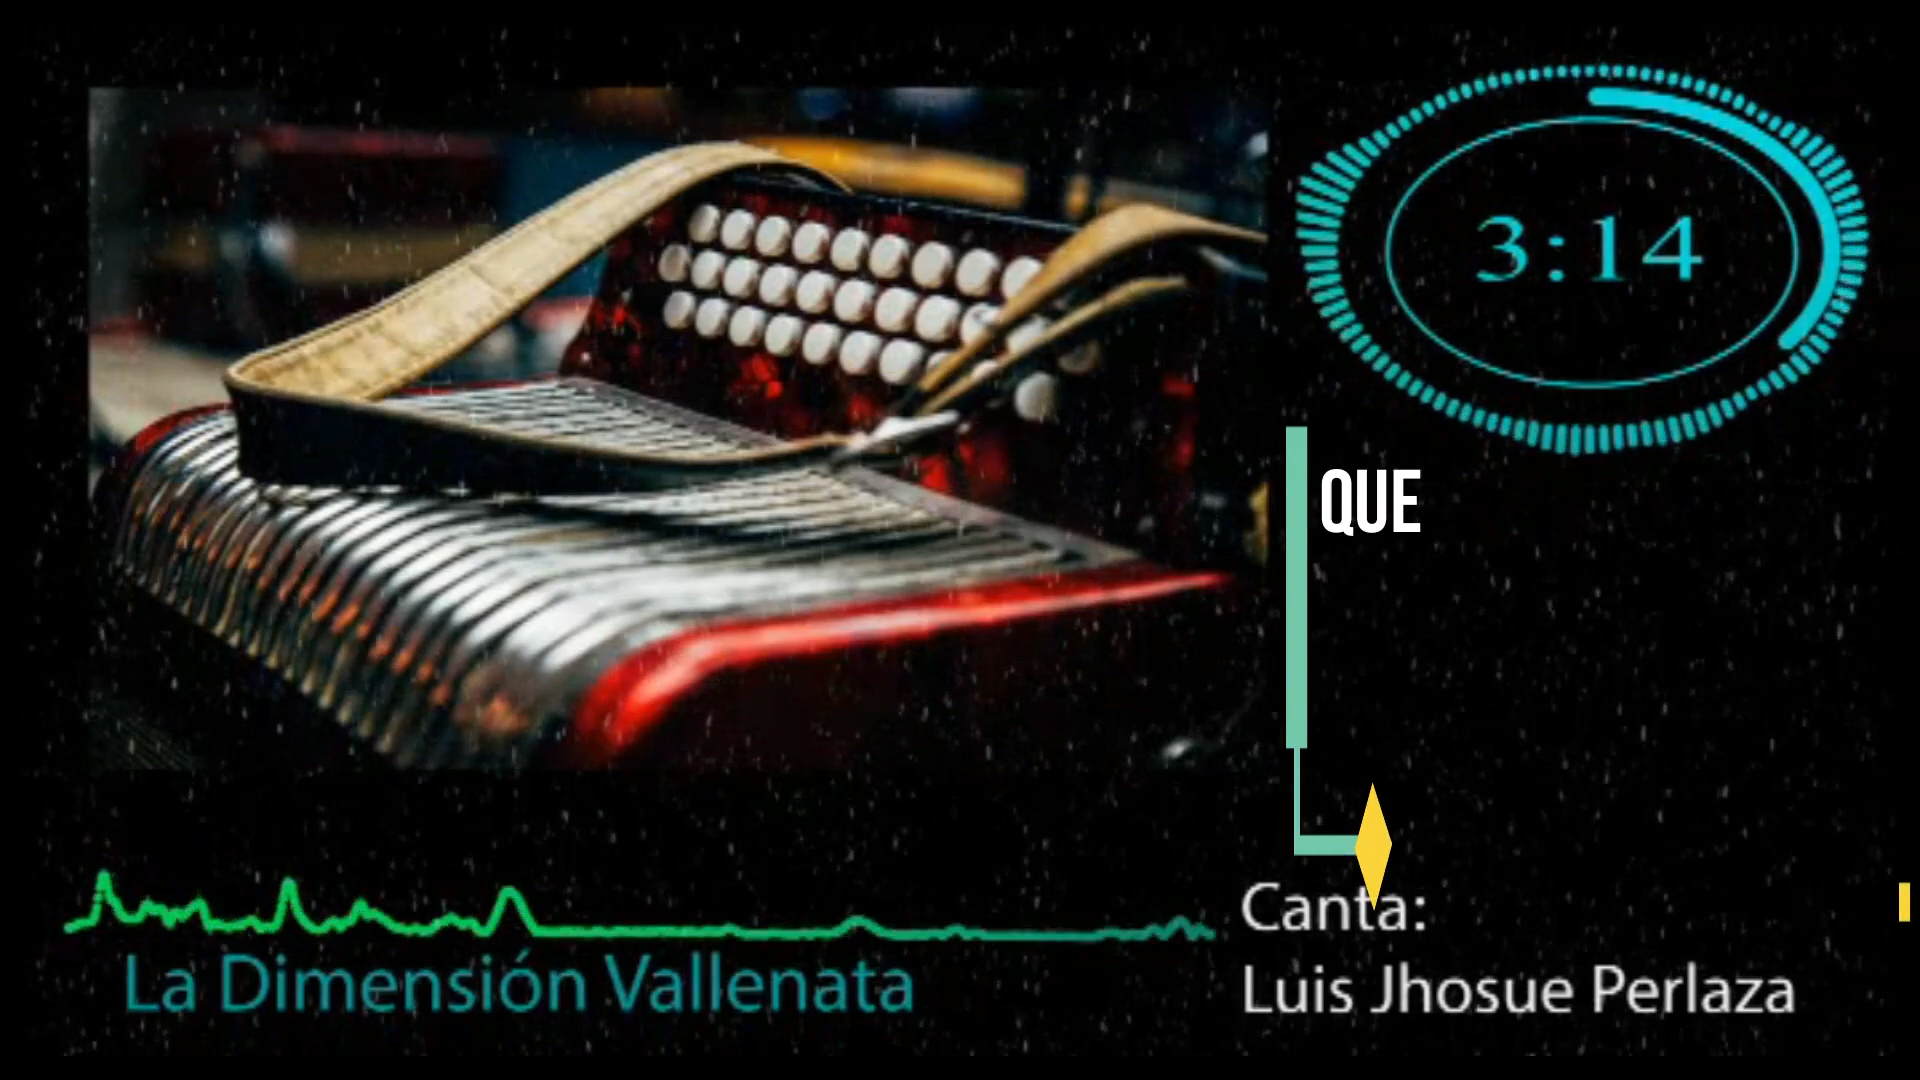 3:14
QUE
Canta:
La Dimensión Vallenata
Luis Jhosue Perlaza